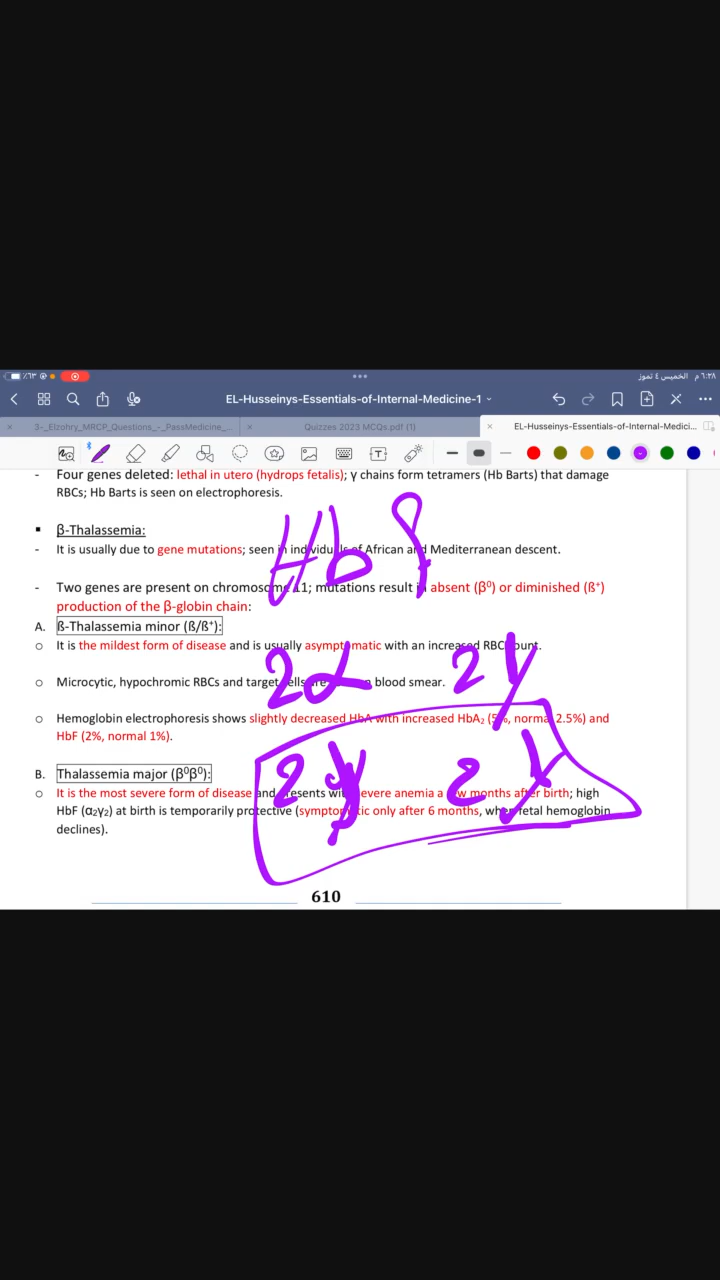 ٪٦٣
٦:٢٨ م الخميس ٤ تموز
EL-Husseinys-Essentials-of-Internal-Medicine-1
3-_Elzohry_MRCP_Questions_-_PassMedicine_...
Quizzes 2023 MCQs.pdf (1)
EL-Husseinys-Essentials-of-Internal-Medici...
- Four genes deleted: lethal in utero (hydrops fetalis); γ chains form tetramers (Hb Barts) that damage
RBCs; Hb Barts is seen on electrophoresis.
▪ β-Thalassemia:
- It is usually due to gene mutations; seen in individuals of African and Mediterranean descent.
Hb
- Two genes are present on chromosome 11; mutations result in absent (β⁰) or diminished (ß⁺)
production of the β-globin chain:
A. ß-Thalassemia minor (ß/ß⁺):
o It is the mildest form of disease and is usually asymptomatic with an increased RBC count.
2α 2γ
o Microcytic, hypochromic RBCs and target cells are blood smear.
o Hemoglobin electrophoresis shows slightly decreased HbA with increased HbA₂ (5%, normal 2.5%) and
HbF (2%, normal 1%).
2γ 2γ
B. Thalassemia major (β⁰β⁰):
o It is the most severe form of disease and presents with severe anemia a few months after birth; high
HbF (α₂γ₂) at birth is temporarily protective (symptomatic only after 6 months, when fetal hemoglobin
declines).
610